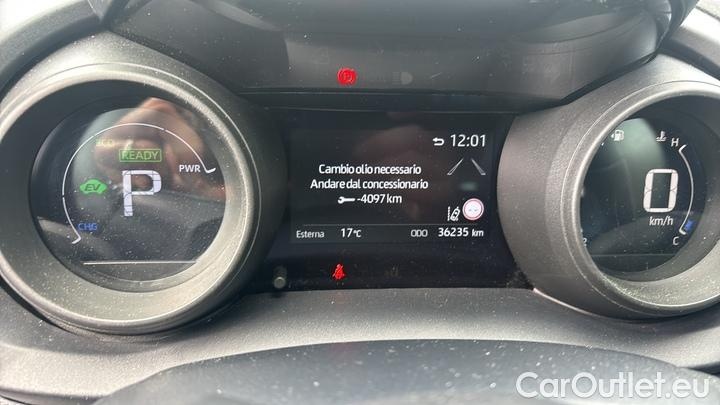 12:01
ECO
READY
PWR
Cambio olio necessario
Andare dal concessionario
-4097 km
EV
P
CHG
H
0
km/h
C
Esterna 17°C ODO 36235 km
CarOutlet.eu